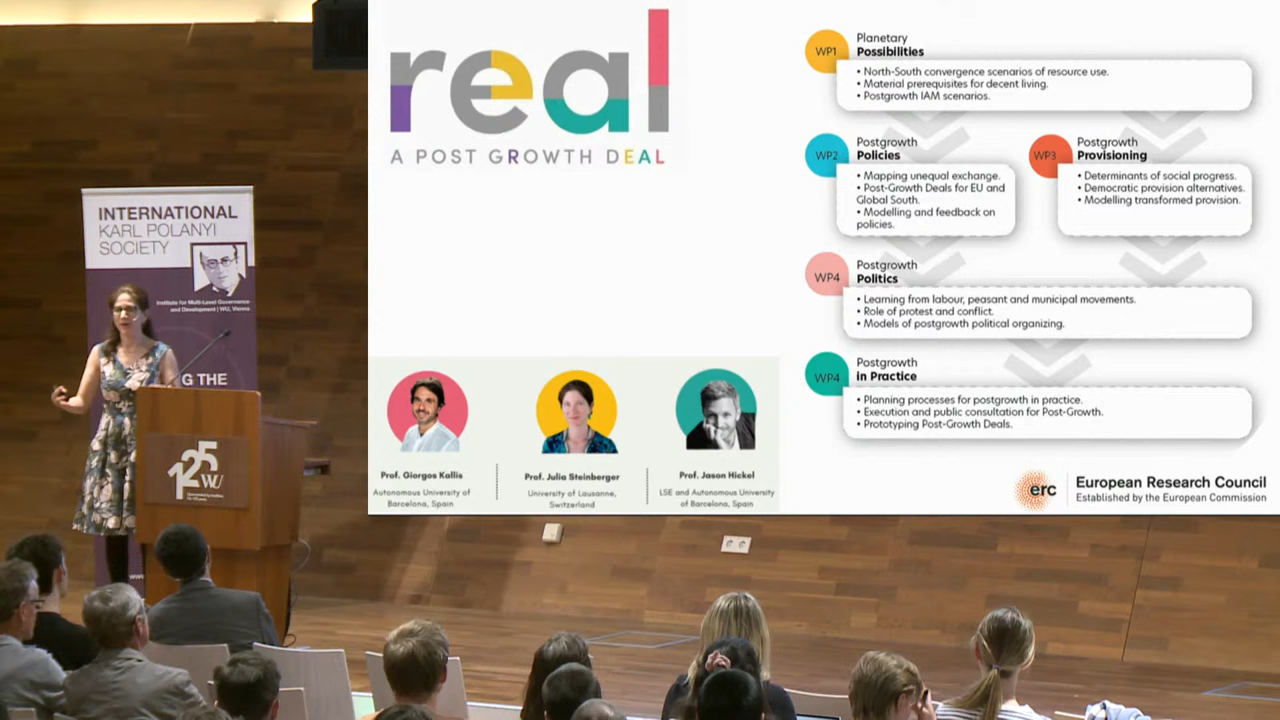 INTERNATIONAL
KARL POLANYI
SOCIETY
Institute for Multi-Level Governance
and Development | WU, Vienna
G THE
125
WU
real
A POST GROWTH DEAL
Prof. Giorgos Kallis
Autonomous University of
Barcelona, Spain
Prof. Julia Steinberger
University of Lausanne,
Switzerland
Prof. Jason Hickel
LSE and Autonomous University
of Barcelona, Spain
WP1
Planetary
Possibilities
• North-South convergence scenarios of resource use.
• Material prerequisites for decent living.
• Postgrowth IAM scenarios.
WP2
Postgrowth
Policies
• Mapping unequal exchange.
• Post-Growth Deals for EU and
Global South.
• Modelling and feedback on
policies.
WP3
Postgrowth
Provisioning
• Determinants of social progress.
• Democratic provision alternatives.
• Modelling transformed provision.
WP4
Postgrowth
Politics
• Learning from labour, peasant and municipal movements.
• Role of protest and conflict.
• Models of postgrowth political organizing.
WP4
Postgrowth
in Practice
• Planning processes for postgrowth in practice.
• Execution and public consultation for Post-Growth.
• Prototyping Post-Growth Deals.
erc
European Research Council
Established by the European Commission